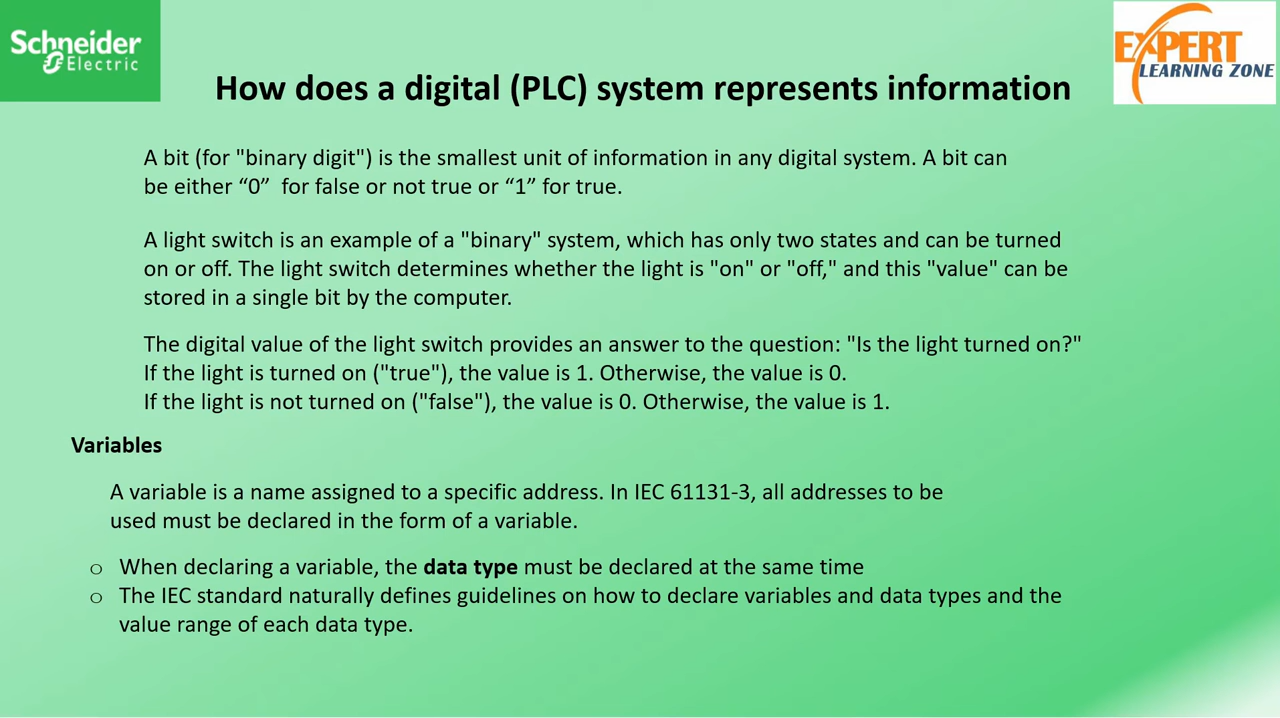 Schneider
Electric
EXPERT
LEARNING ZONE
How does a digital (PLC) system represents information
A bit (for "binary digit") is the smallest unit of information in any digital system. A bit can
be either “0”  for false or not true or “1” for true.
A light switch is an example of a "binary" system, which has only two states and can be turned
on or off. The light switch determines whether the light is "on" or "off," and this "value" can be
stored in a single bit by the computer.
The digital value of the light switch provides an answer to the question: "Is the light turned on?"
If the light is turned on ("true"), the value is 1. Otherwise, the value is 0.
If the light is not turned on ("false"), the value is 0. Otherwise, the value is 1.
Variables
A variable is a name assigned to a specific address. In IEC 61131-3, all addresses to be
used must be declared in the form of a variable.
o When declaring a variable, the data type must be declared at the same time
o The IEC standard naturally defines guidelines on how to declare variables and data types and the
value range of each data type.